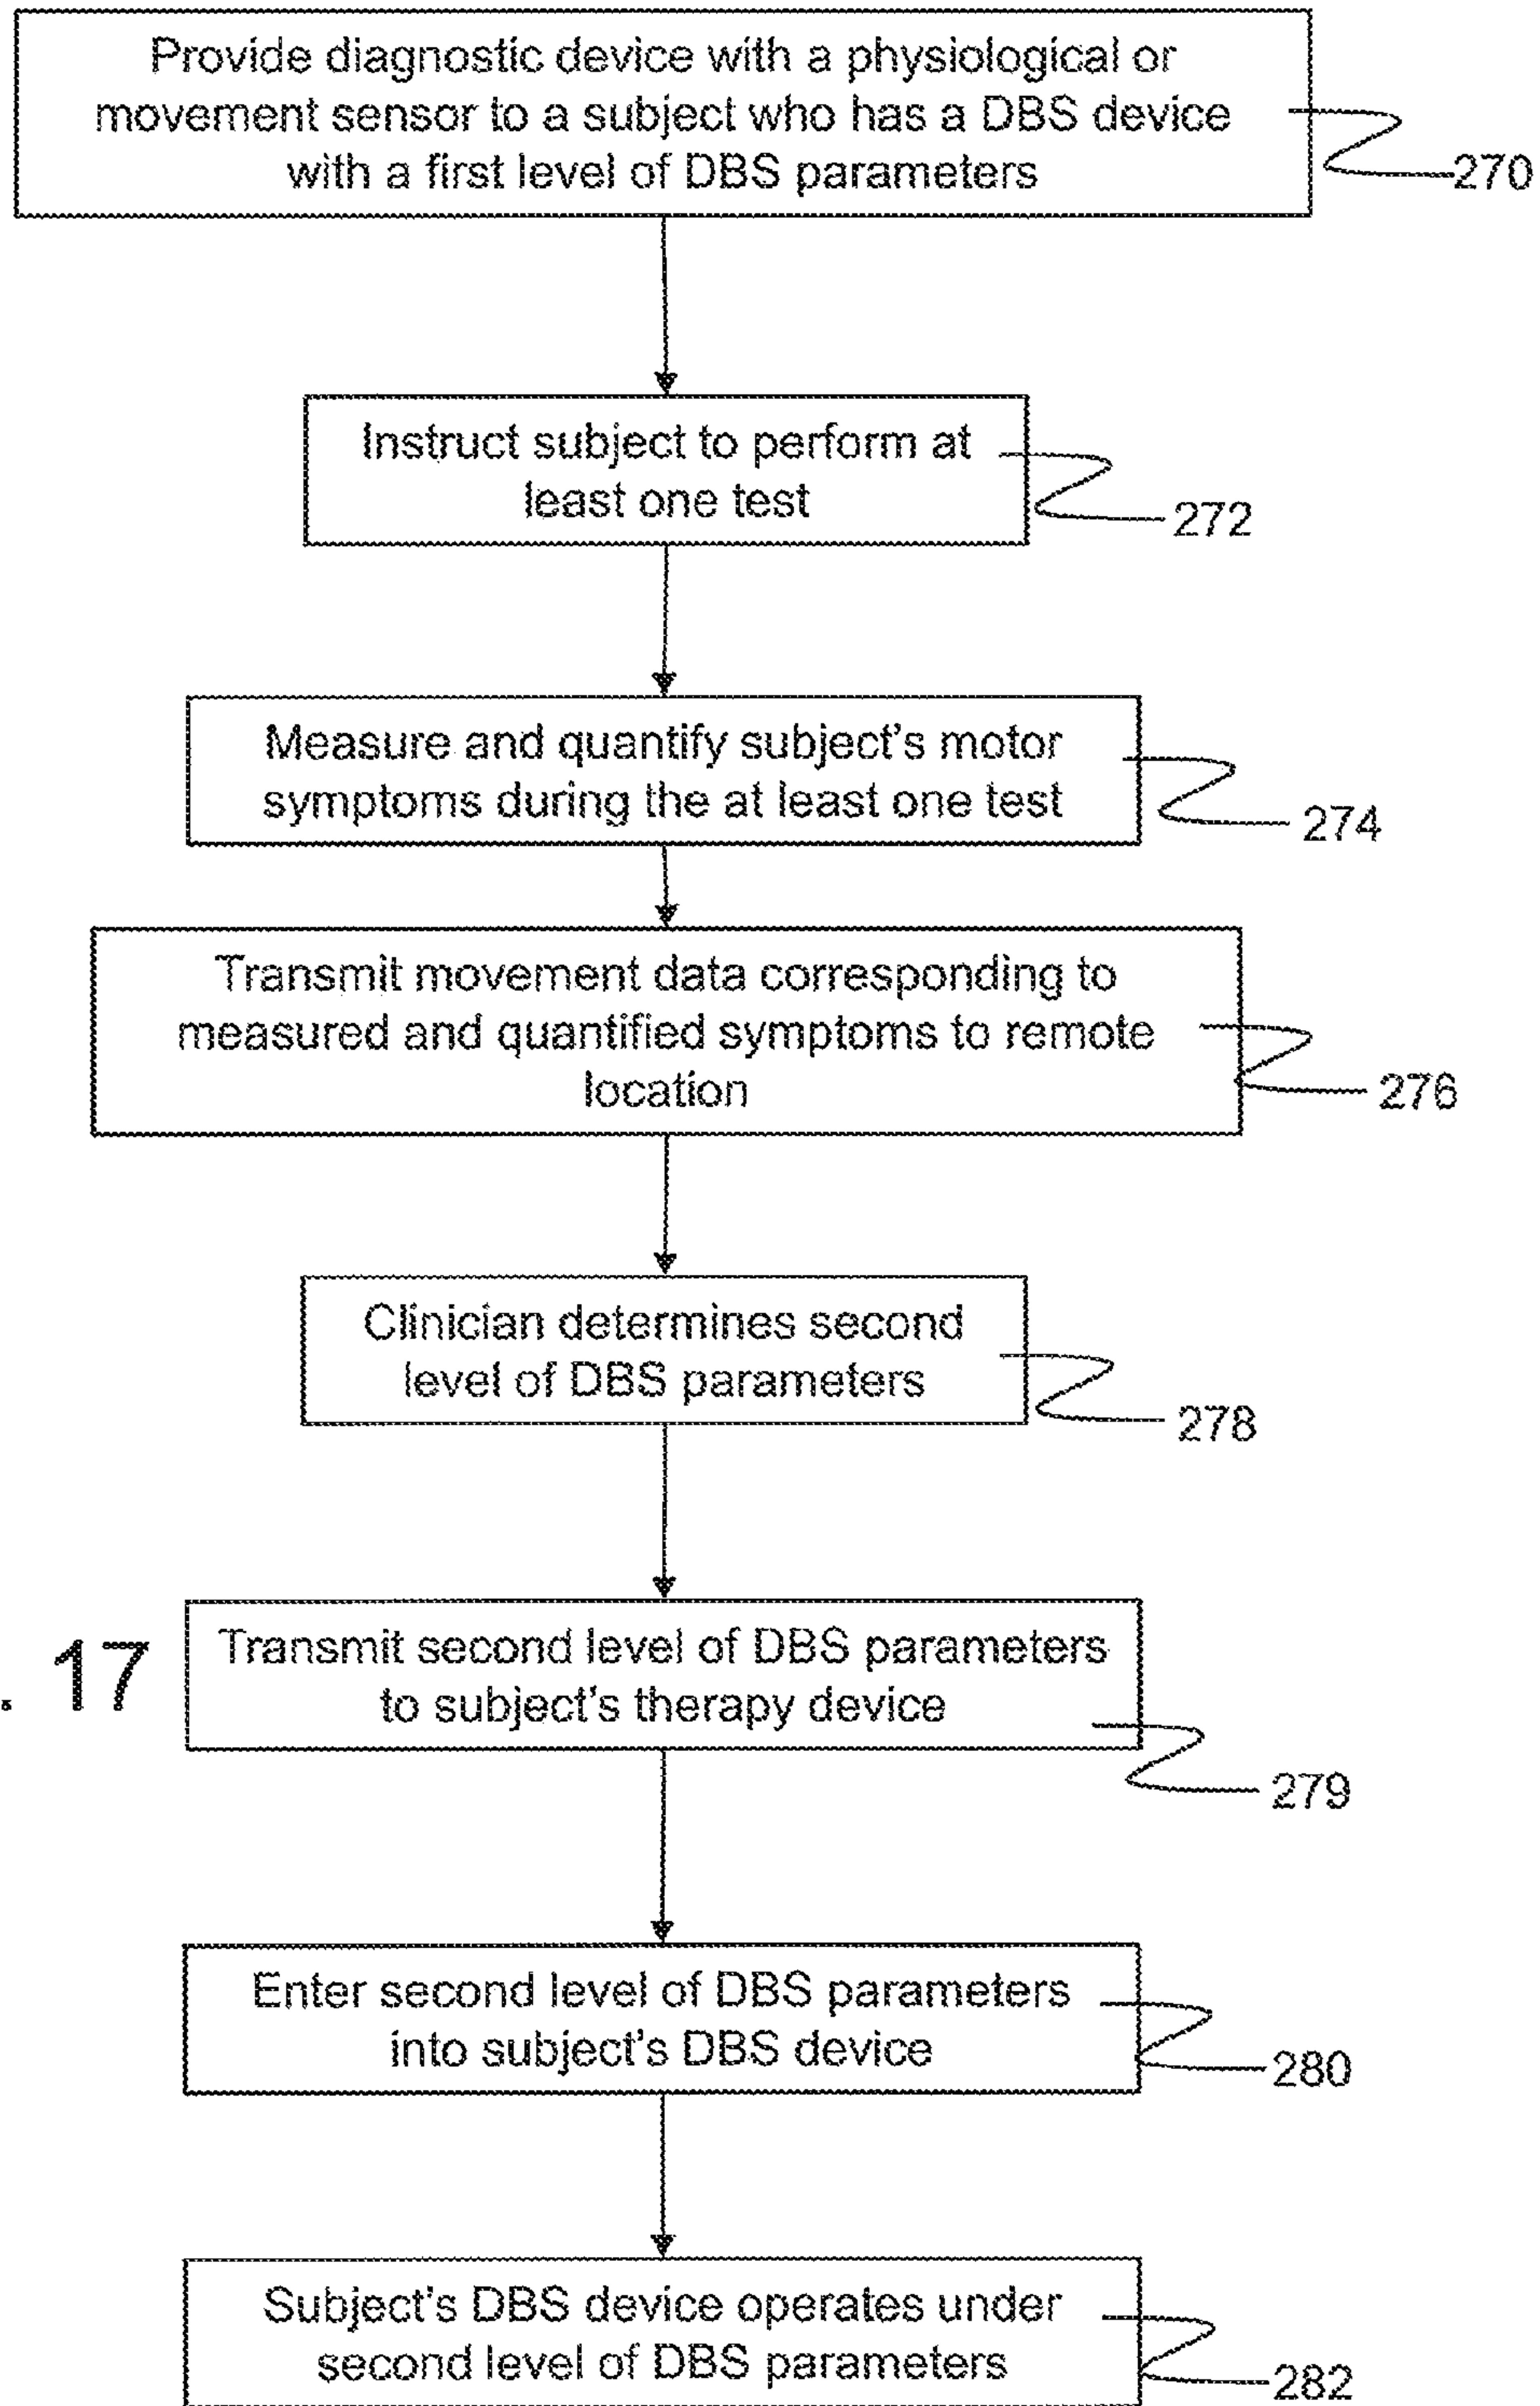 Provide diagnostic device with a physiological or
movement sensor to a subject who has a DBS device
with a first level of DBS parameters
270
Instruct subject to perform at
least one test
272
Measure and quantify subject's motor
symptoms during the at least one test
274
Transmit movement data corresponding to
measured and quantified symptoms to remote
location
276
Clinician determines second
level of DBS parameters
278
. 17
Transmit second level of DBS parameters
to subject's therapy device
279
Enter second level of DBS parameters
into subject's DBS device
280
Subject's DBS device operates under
second level of DBS parameters
282